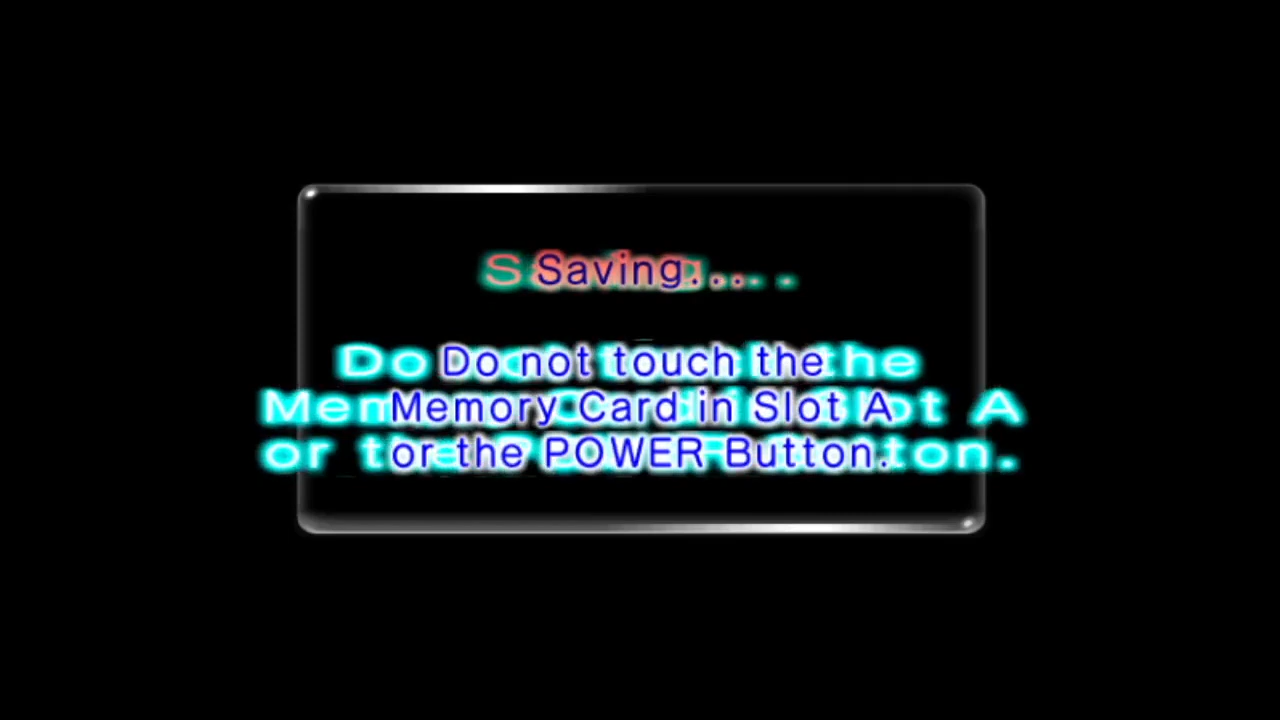 Saving...
Do not touch the
Memory Card in Slot A
or the POWER Button.